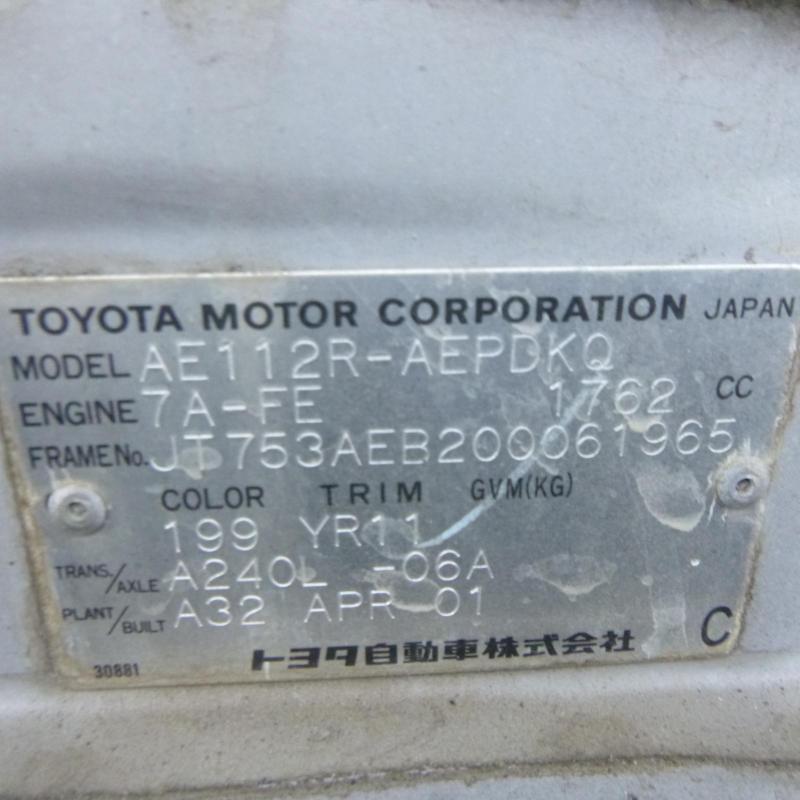 TOYOTA MOTOR CORPORATION JAPAN
MODEL AE112R-AEPDKQ
ENGINE 7A-FE 1762 CC
FRAME No. JT753AEB200061965
COLOR TRIM GVM(KG)
199 YR11
TRANS./AXLE A240L -06A
PLANT/BUILT A32 APR 01
トヨタ自動車株式会社 C
30881